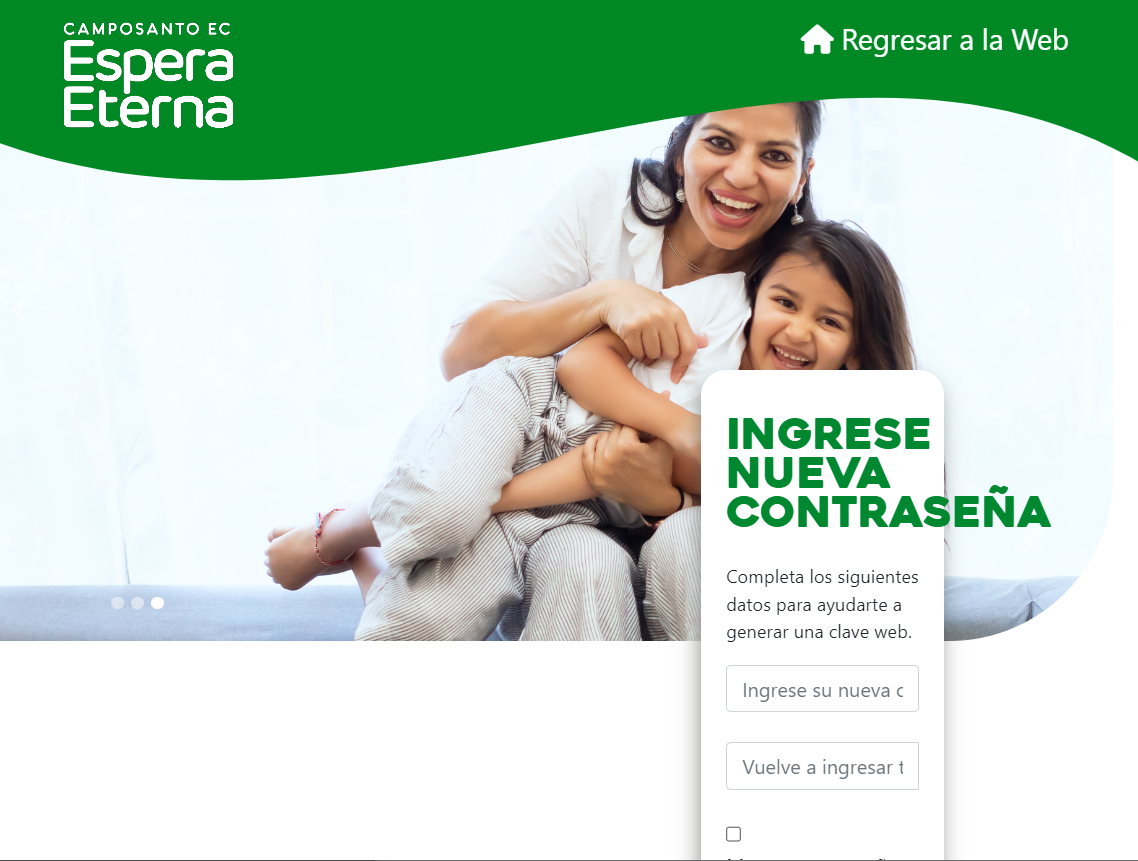 CAMPOSANTO EC
Espera
Eterna
Regresar a la Web
INGRESE
NUEVA
CONTRASEÑA
Completa los siguientes
datos para ayudarte a
generar una clave web.
Ingrese su nueva c
Vuelve a ingresar t